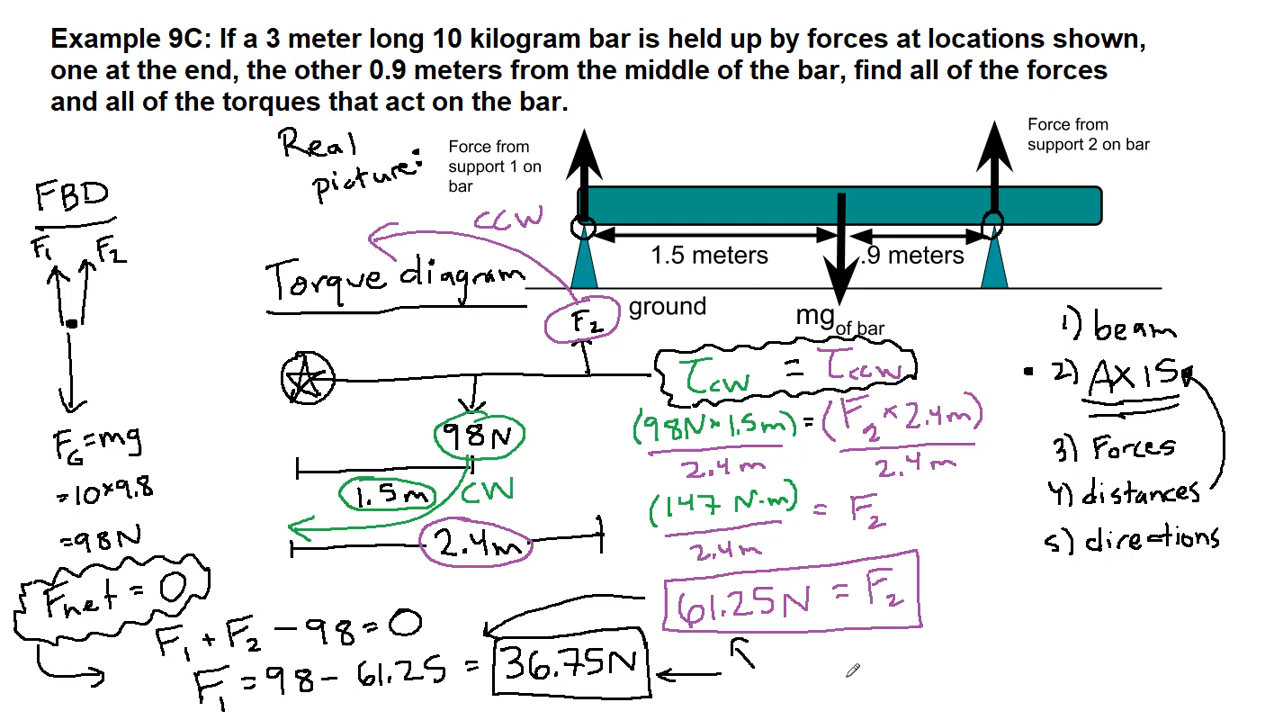 Example 9C: If a 3 meter long 10 kilogram bar is held up by forces at locations shown,
one at the end, the other 0.9 meters from the middle of the bar, find all of the forces
and all of the torques that act on the bar.
Real
picture:
Force from
support 1 on
bar
Force from
support 2 on bar
FBD
F₁ F₂
CCW
1.5 meters
.9 meters
Torque diagram
F₂
ground
mg of bar
1) beam
2) AXIS
3) Forces
4) distances
5) directions
τcw = τccw
98N
(98N × 1.5m) = (F₂ × 2.4m)
2.4m 2.4m
FG = mg
= 10 × 9.8
= 98N
1.5m
CW
(147 N·m) = F₂
2.4m
2.4m
61.25N = F₂
Fnet = 0
F₁ + F₂ - 98 = 0
F₁ = 98 - 61.25 = 36.75N